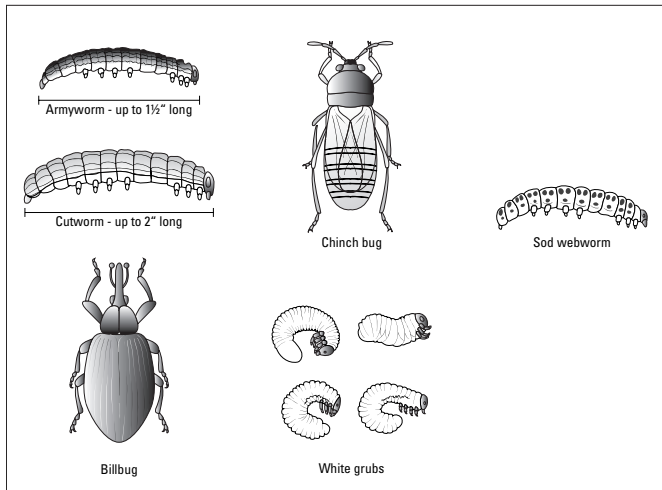 Armyworm - up to 1½“ long
Cutworm - up to 2“ long
Chinch bug
Sod webworm
Billbug
White grubs